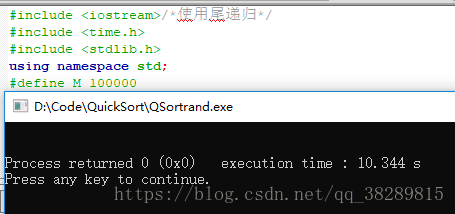 #include <iostream>/*使用尾递归*/
#include <time.h>
#include <stdlib.h>
using namespace std;
#define M 100000
D:\Code\QuickSort\QSortrand.exe
Process returned 0 (0x0)   execution time : 10.344 s
Press any key to continue.
https://blog.csdn.net/qq_38289815